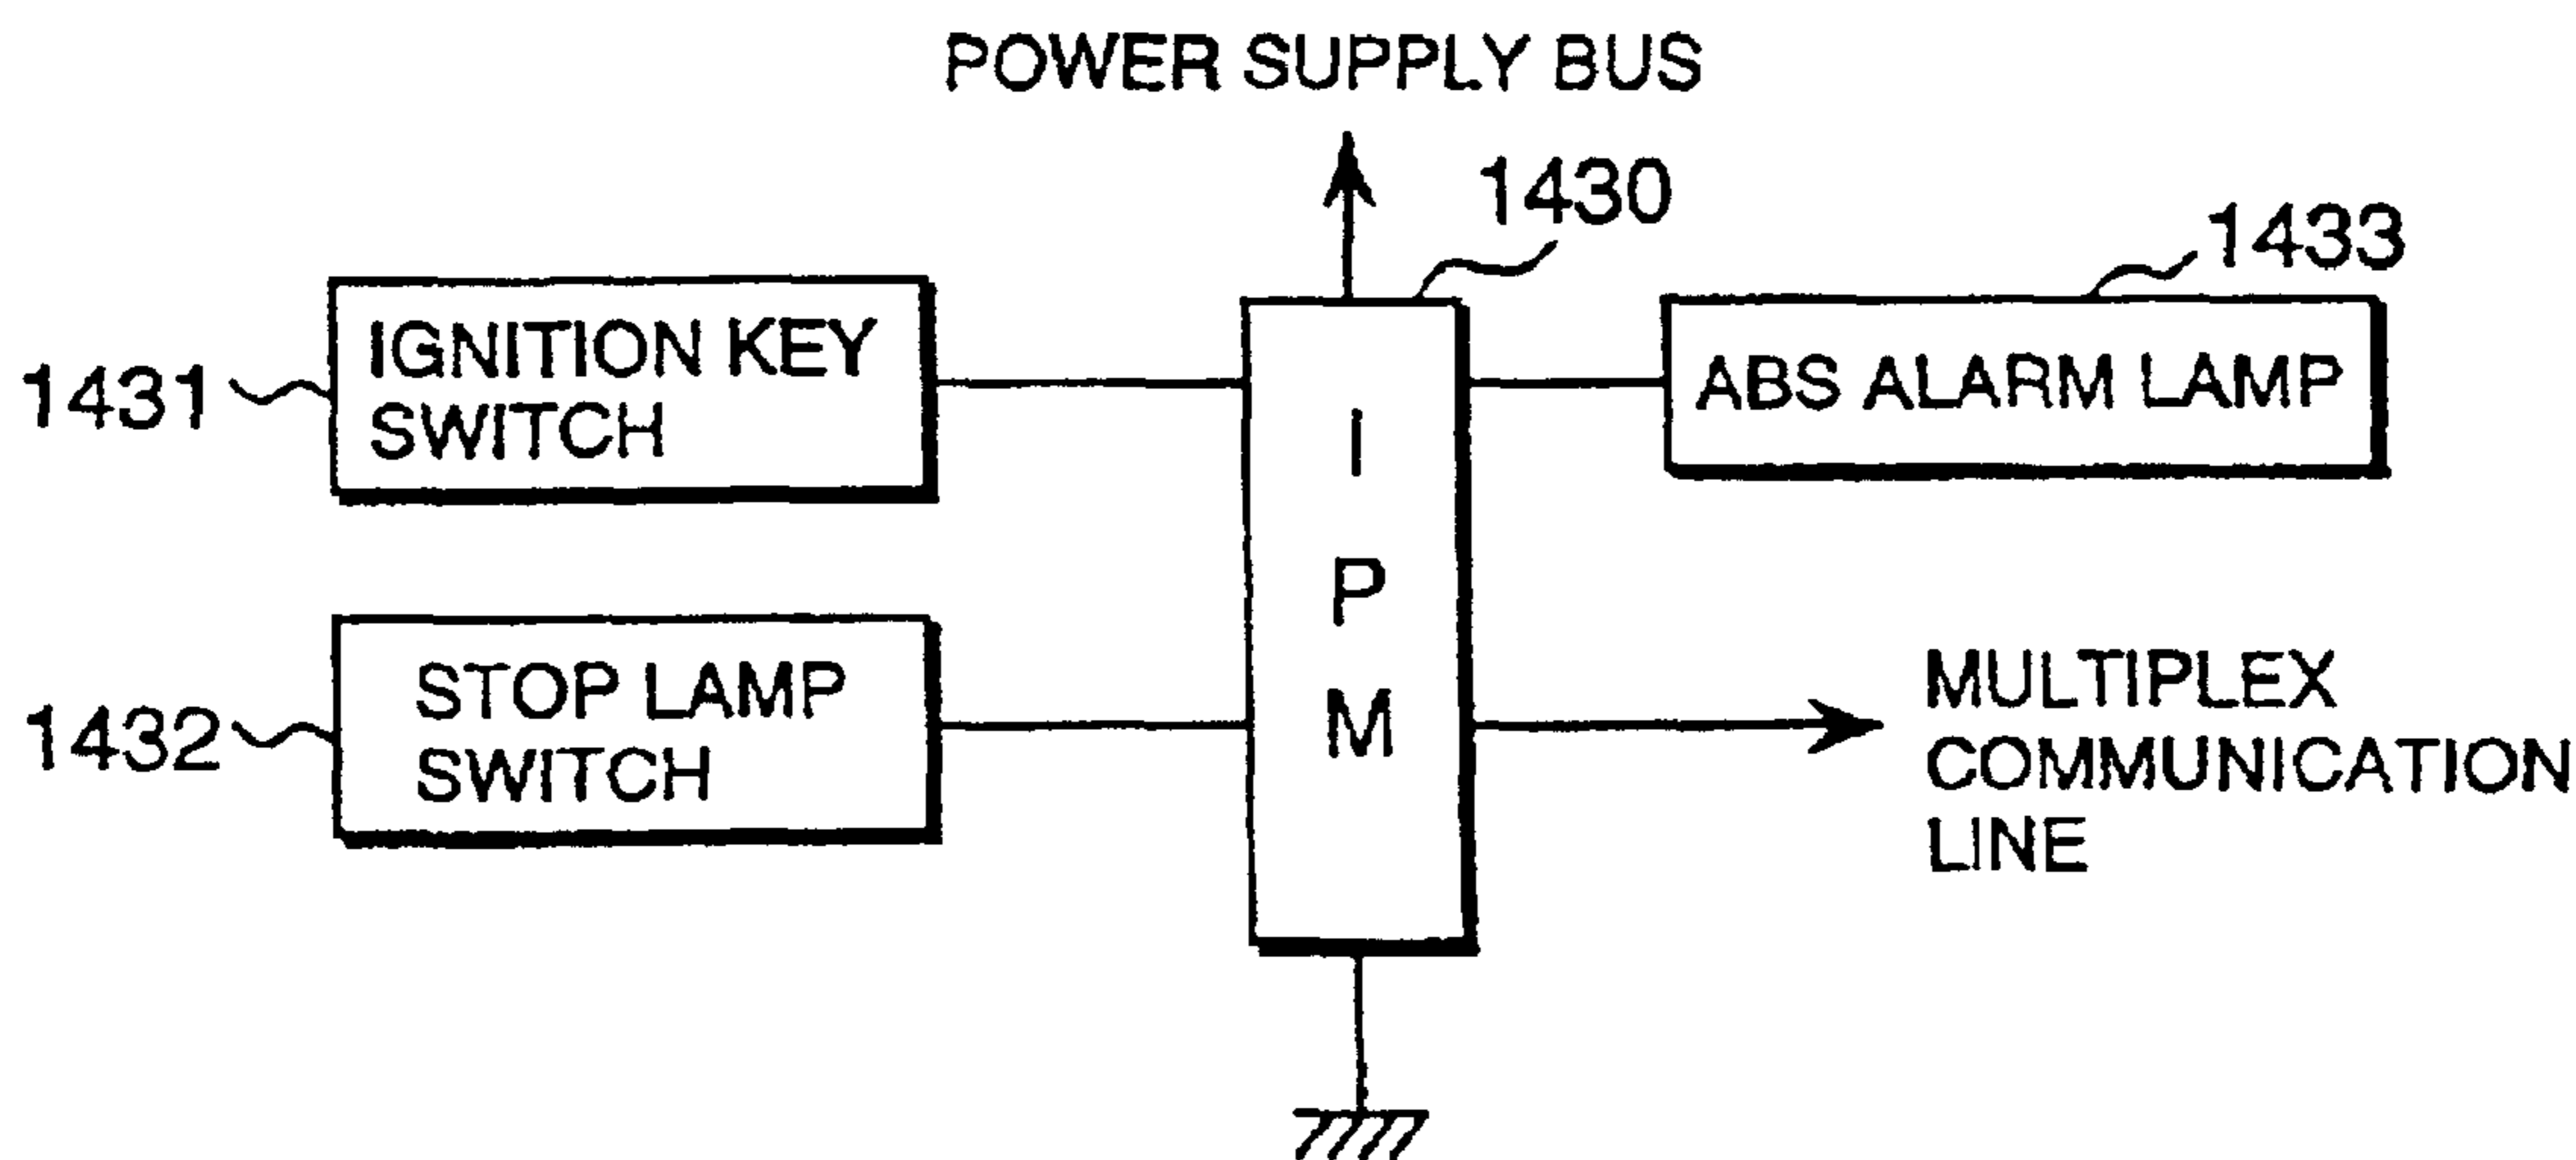 POWER SUPPLY BUS
1430
1433
IGNITION KEY
SWITCH
1431
ABS ALARM LAMP
I
P
M
STOP LAMP
SWITCH
1432
MULTIPLEX
COMMUNICATION
LINE